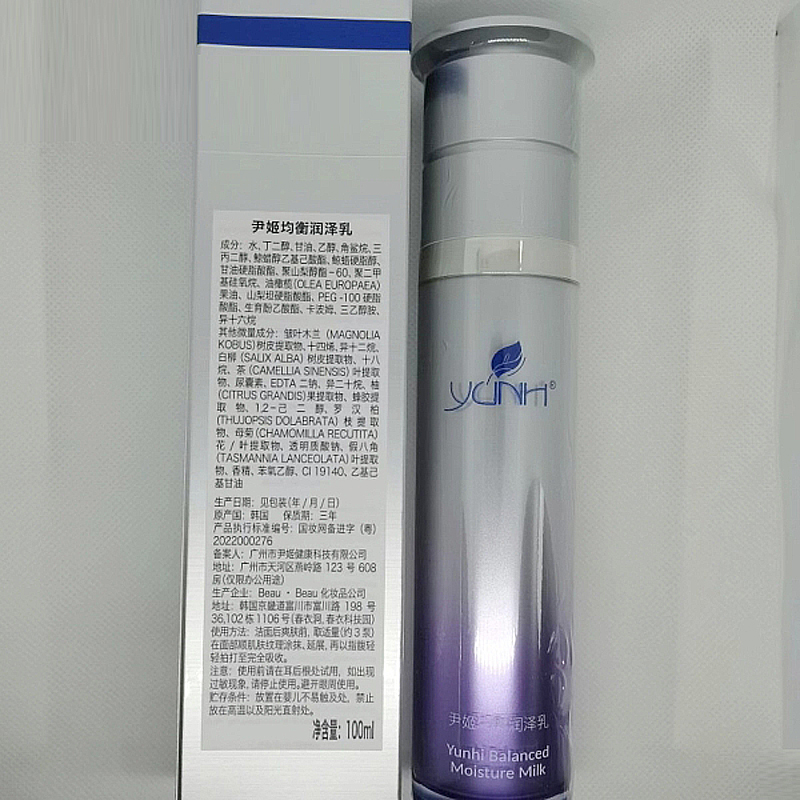 尹姬均衡润泽乳
成分：水、丁二醇、甘油、乙醇、角鲨烷、三
丙二醇、鲸蜡醇乙基己酸酯、鲸蜡硬脂醇、
甘油硬脂酸酯、聚山梨醇酯-60、聚二甲
基硅氧烷、油橄榄(OLEA EUROPAEA)
果油、山梨坦硬脂酸酯、PEG-100硬脂
酸酯、生育酚乙酸酯、卡波姆、三乙醇胺、
异十六烷
其他微量成分：皱叶木兰（MAGNOLIA
KOBUS)树皮提取物、十四烯、异十二烷、
白柳（SALIX ALBA）树皮提取物、十八
烷、茶(CAMELLIA SINENSIS)叶提取
物、尿囊素、EDTA二钠、异二十烷、柚
(CITRUS GRANDIS)果提取物、蜂胶提
取物、1,2-己二醇、罗汉柏
(THUJOPSIS DOLABRATA)枝提取
物、母菊(CHAMOMILLA RECUTITA)
花/叶提取物、透明质酸钠、假八角
(TASMANNIA LANCEOLATA)叶提取
物、香精、苯氧乙醇、CI 19140、乙基己
基甘油
生产日期：见包装(年/月/日)
原产国：韩国 保质期：三年
产品执行标准编号：国妆网备进字（粤）
2022000276
备案人：广州市尹姬健康科技有限公司
地址：广州市天河区燕岭路123号608
房(仅限办公用途)
生产企业：Beau·Beau化妆品公司
地址：韩国京畿道富川市富川路198号
36,102栋1106号(春衣洞,春衣科技园)
使用方法：洁面后爽肤前,取适量(约3泵)
在面部顺肌肤纹理涂抹、延展,再以指腹轻
轻拍打至完全吸收。
注意：使用前请在耳后根处试用，如出现
过敏现象,请停止使用。避开眼周使用。
贮存条件：放置在婴儿不易触及处、禁止
放在高温以及阳光直射处。
净含量：100ml
YUNHI®
尹姬均衡润泽乳
Yunhi Balanced
Moisture Milk